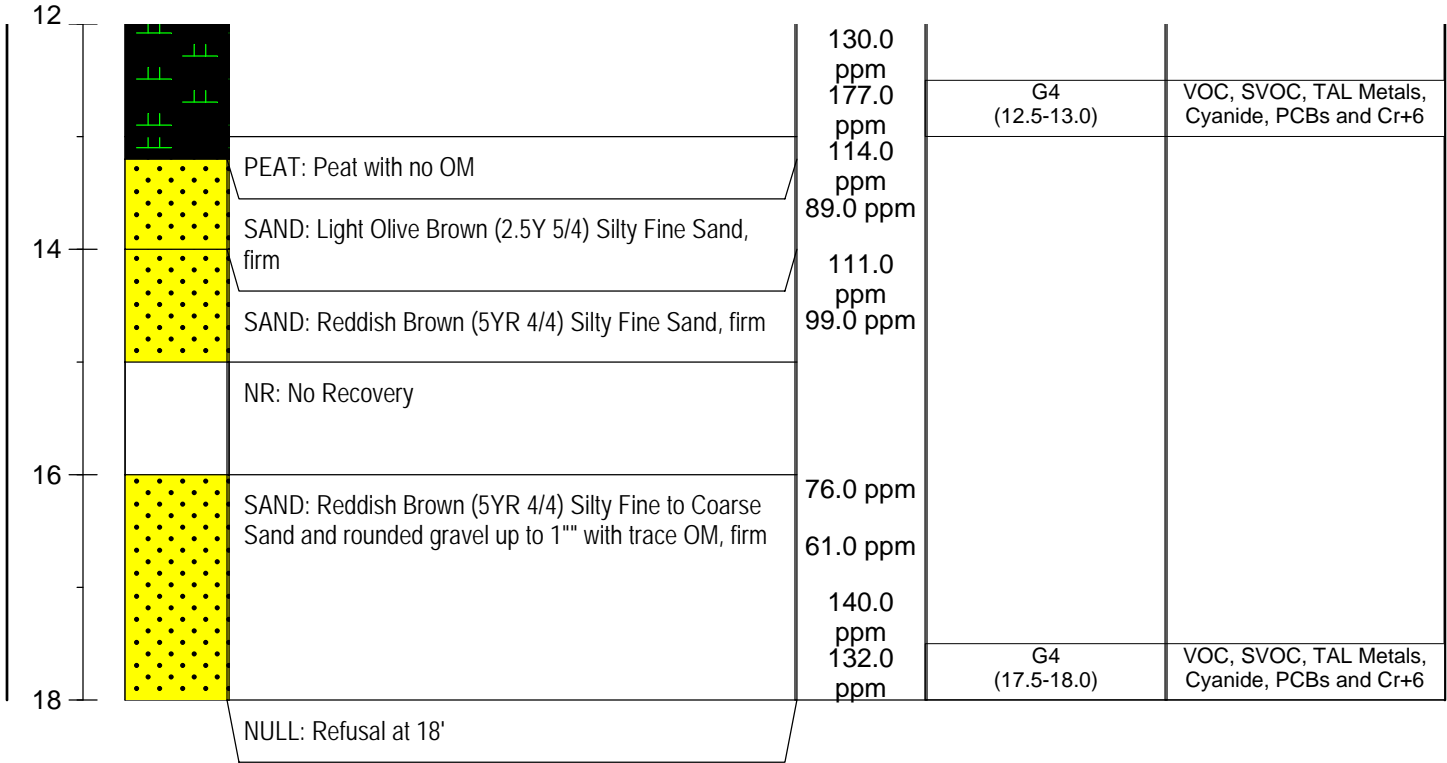 12
130.0
ppm
177.0
ppm
G4
(12.5-13.0)
VOC, SVOC, TAL Metals,
Cyanide, PCBs and Cr+6
PEAT: Peat with no OM
114.0
ppm
89.0 ppm
SAND: Light Olive Brown (2.5Y 5/4) Silty Fine Sand,
firm
14
111.0
ppm
SAND: Reddish Brown (5YR 4/4) Silty Fine Sand, firm
99.0 ppm
NR: No Recovery
16
76.0 ppm
SAND: Reddish Brown (5YR 4/4) Silty Fine to Coarse
Sand and rounded gravel up to 1"" with trace OM, firm
61.0 ppm
140.0
ppm
132.0
ppm
G4
(17.5-18.0)
VOC, SVOC, TAL Metals,
Cyanide, PCBs and Cr+6
18
NULL: Refusal at 18'